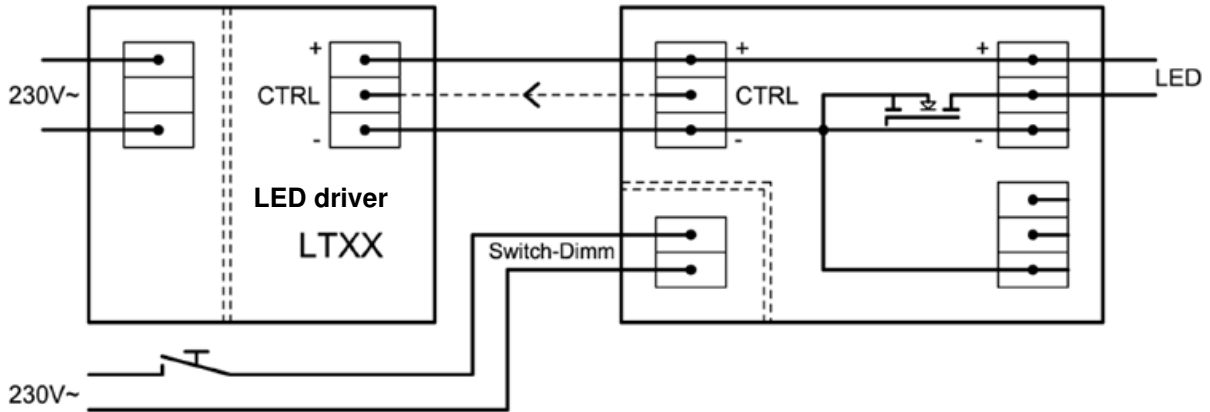 230V~
+
CTRL
-
LED driver
LTXX
+
CTRL
-
+
-
LED
Switch-Dimm
230V~